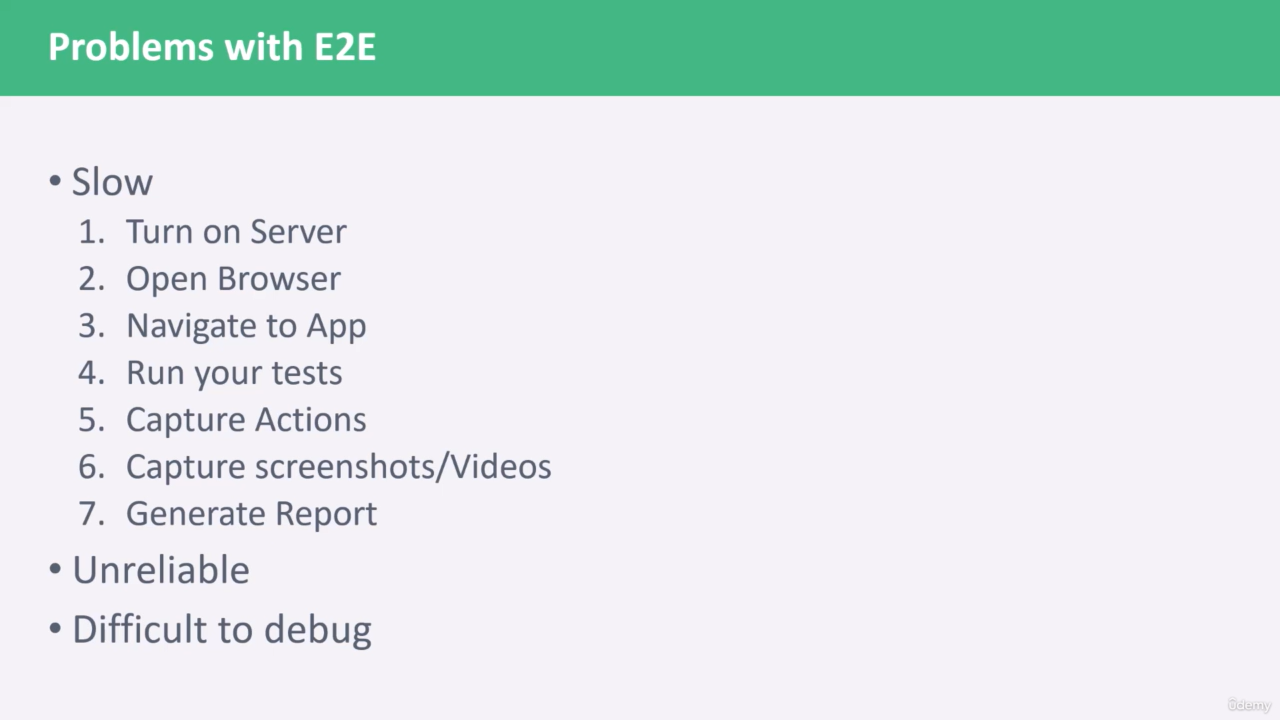 Problems with E2E
• Slow
1. Turn on Server
2. Open Browser
3. Navigate to App
4. Run your tests
5. Capture Actions
6. Capture screenshots/Videos
7. Generate Report
• Unreliable
• Difficult to debug
ûdemy